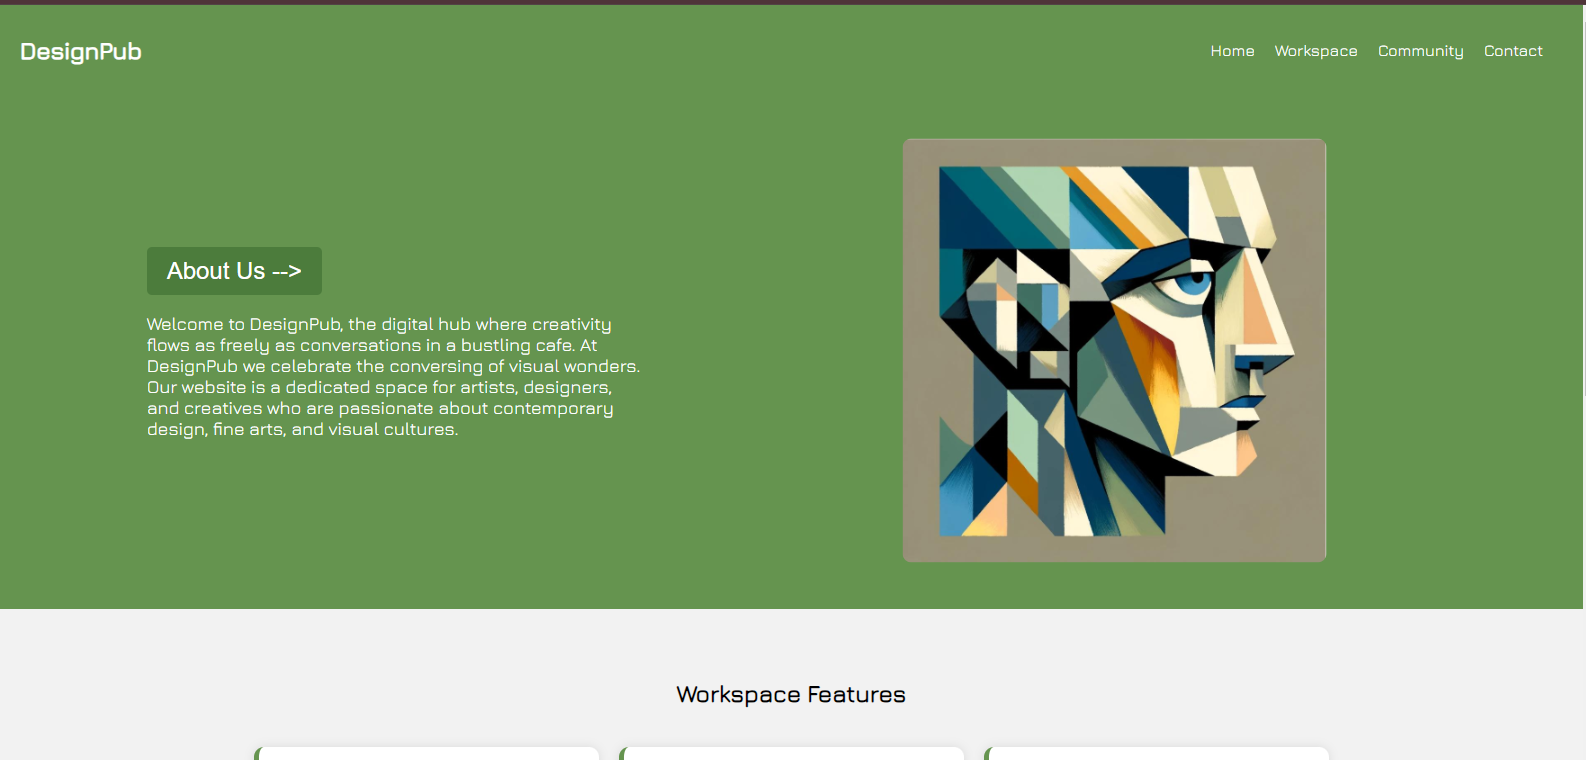 DesignPub
Home Workspace Community Contact
About Us -->
Welcome to DesignPub, the digital hub where creativity
flows as freely as conversations in a bustling cafe. At
DesignPub we celebrate the conversing of visual wonders.
Our website is a dedicated space for artists, designers,
and creatives who are passionate about contemporary
design, fine arts, and visual cultures.
Workspace Features